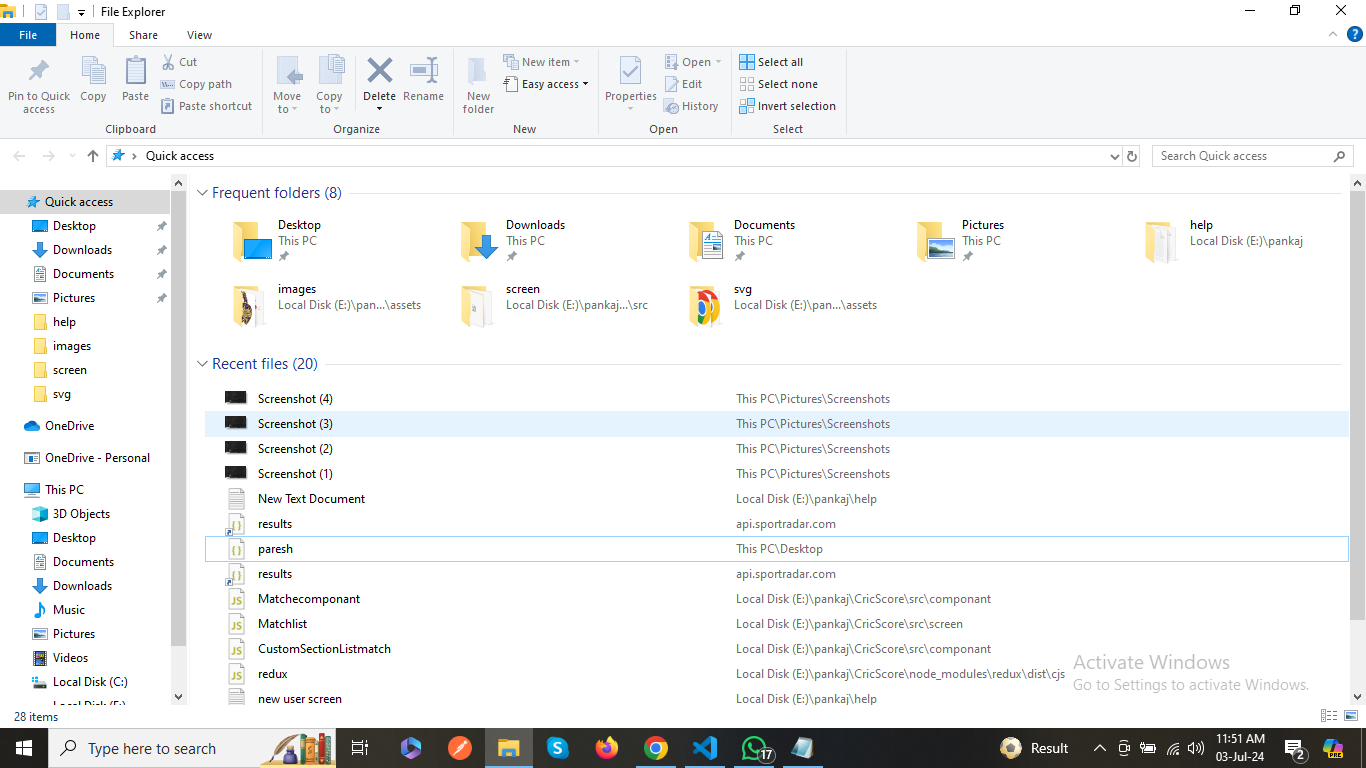 File Explorer
File Home Share View
Pin to Quick access
Copy
Paste
Cut
Copy path
Paste shortcut
Clipboard
Move to
Copy to
Delete
Rename
Organize
New folder
New item
Easy access
New
Properties
Open
Edit
History
Open
Select all
Select none
Invert selection
Select
Quick access
Search Quick access
Quick access
Desktop
Downloads
Documents
Pictures
help
images
screen
svg
OneDrive
OneDrive - Personal
This PC
3D Objects
Desktop
Documents
Downloads
Music
Pictures
Videos
Local Disk (C:)
Local Disk (E:)
Frequent folders (8)
Desktop
This PC
Downloads
This PC
Documents
This PC
Pictures
This PC
help
Local Disk (E:)\pankaj
images
Local Disk (E:)\pan...\assets
screen
Local Disk (E:)\pankaj...\src
svg
Local Disk (E:)\pan...\assets
Recent files (20)
Screenshot (4) This PC\Pictures\Screenshots
Screenshot (3) This PC\Pictures\Screenshots
Screenshot (2) This PC\Pictures\Screenshots
Screenshot (1) This PC\Pictures\Screenshots
New Text Document Local Disk (E:)\pankaj\help
results api.sportradar.com
paresh This PC\Desktop
results api.sportradar.com
Matchecomponant Local Disk (E:)\pankaj\CricScore\src\componant
Matchlist Local Disk (E:)\pankaj\CricScore\src\screen
CustomSectionListmatch Local Disk (E:)\pankaj\CricScore\src\componant
redux Local Disk (E:)\pankaj\CricScore\node_modules\redux\dist\cjs
new user screen Local Disk (E:)\pankaj\help
Activate Windows
Go to Settings to activate Windows.
28 items
Type here to search
17
Result
11:51 AM
03-Jul-24
2
PRE